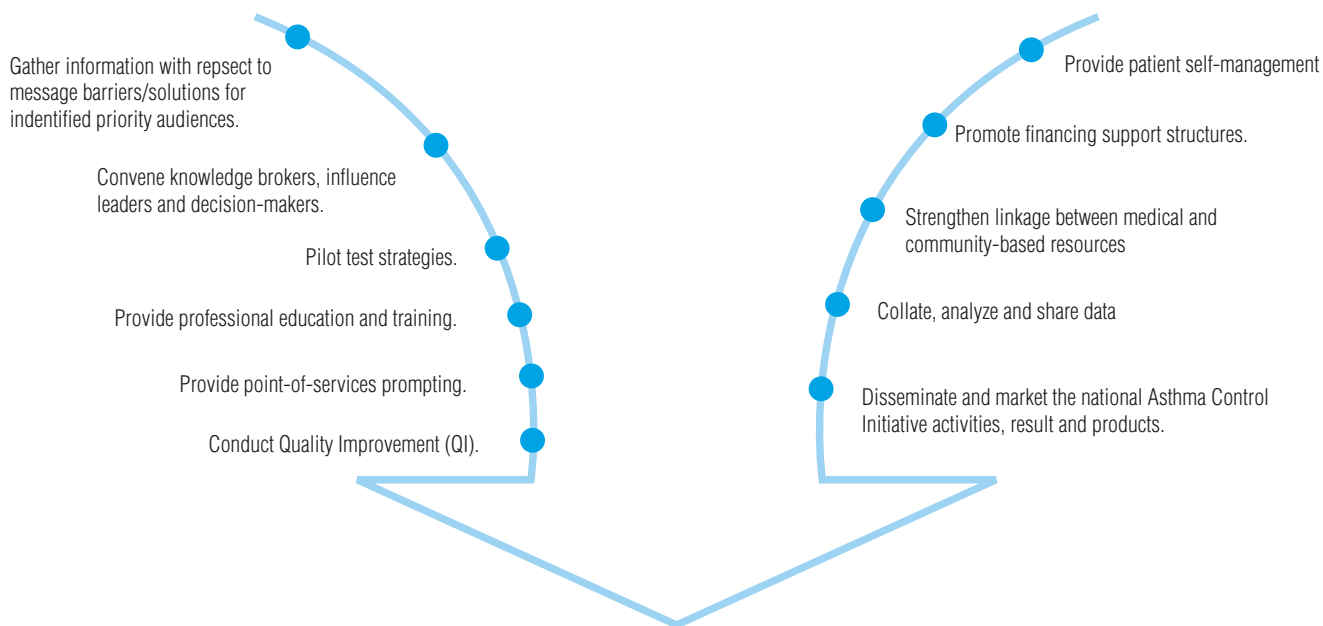 Gather information with repsect to
message barriers/solutions for
indentified priority audiences.
Convene knowledge brokers, influence
leaders and decision-makers.
Pilot test strategies.
Provide professional education and training.
Provide point-of-services prompting.
Conduct Quality Improvement (QI).
Provide patient self-management
Promote financing support structures.
Strengthen linkage between medical and
community-based resources
Collate, analyze and share data
Disseminate and market the national Asthma Control
Initiative activities, result and products.